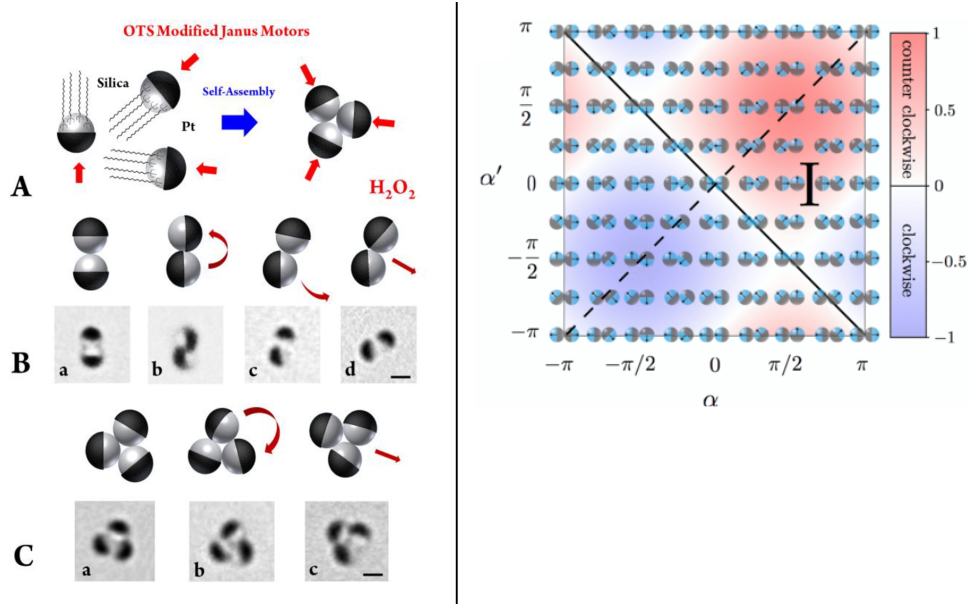 OTS Modified Janus Motors
Silica
Self-Assembly
Pt
A
H₂O₂
B
a
b
c
d
C
a
b
c
π
π/2
α′
0
−π/2
−π
−π
−π/2
0
π/2
π
α
I
1
0.5
0
−0.5
−1
counter clockwise
clockwise